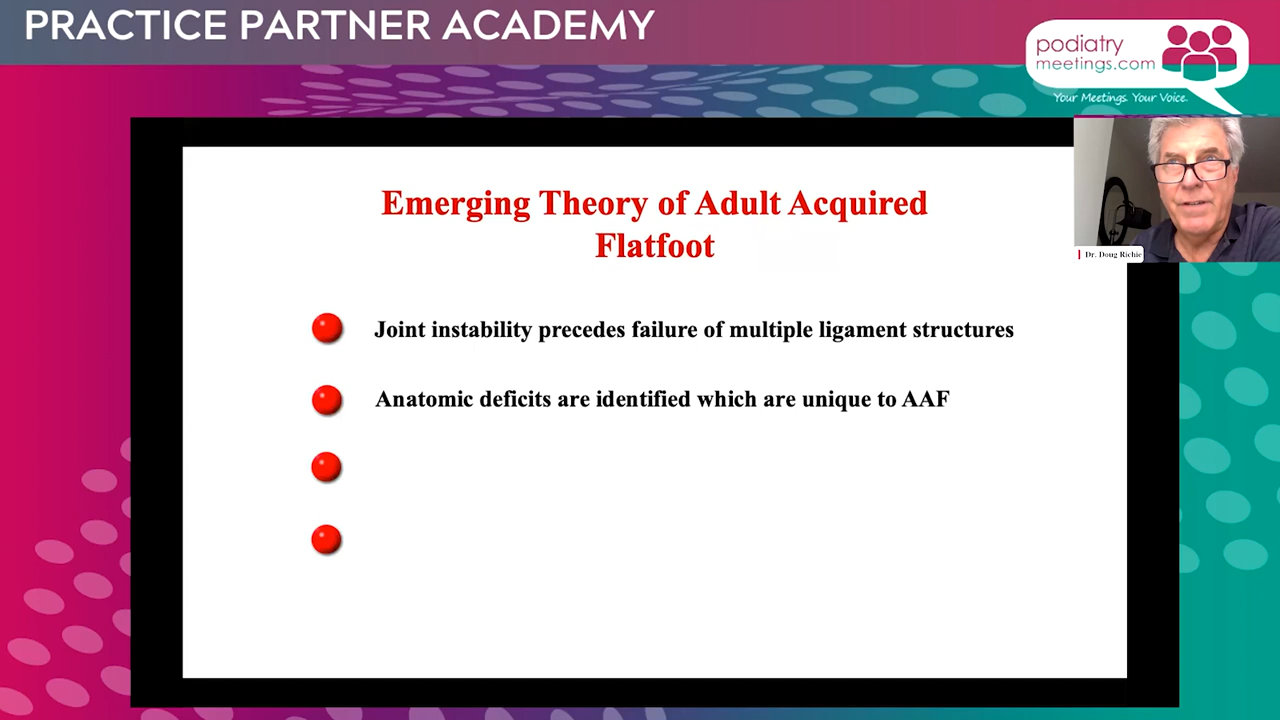 PRACTICE PARTNER ACADEMY
podiatry
meetings.com
Your Meetings. Your Voice.
Dr. Doug Richie
Emerging Theory of Adult Acquired
Flatfoot
Joint instability precedes failure of multiple ligament structures
Anatomic deficits are identified which are unique to AAF